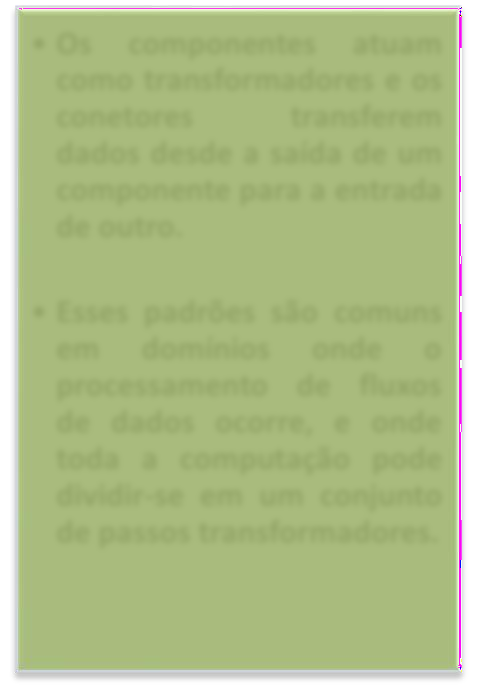 • Os componentes atuam
como transformadores e os
conetores transferem
dados desde a saída de um
componente para a entrada
de outro.
• Esses padrões são comuns
em domínios onde o
processamento de fluxos
de dados ocorre, e onde
toda a computação pode
dividir-se em um conjunto
de passos transformadores.